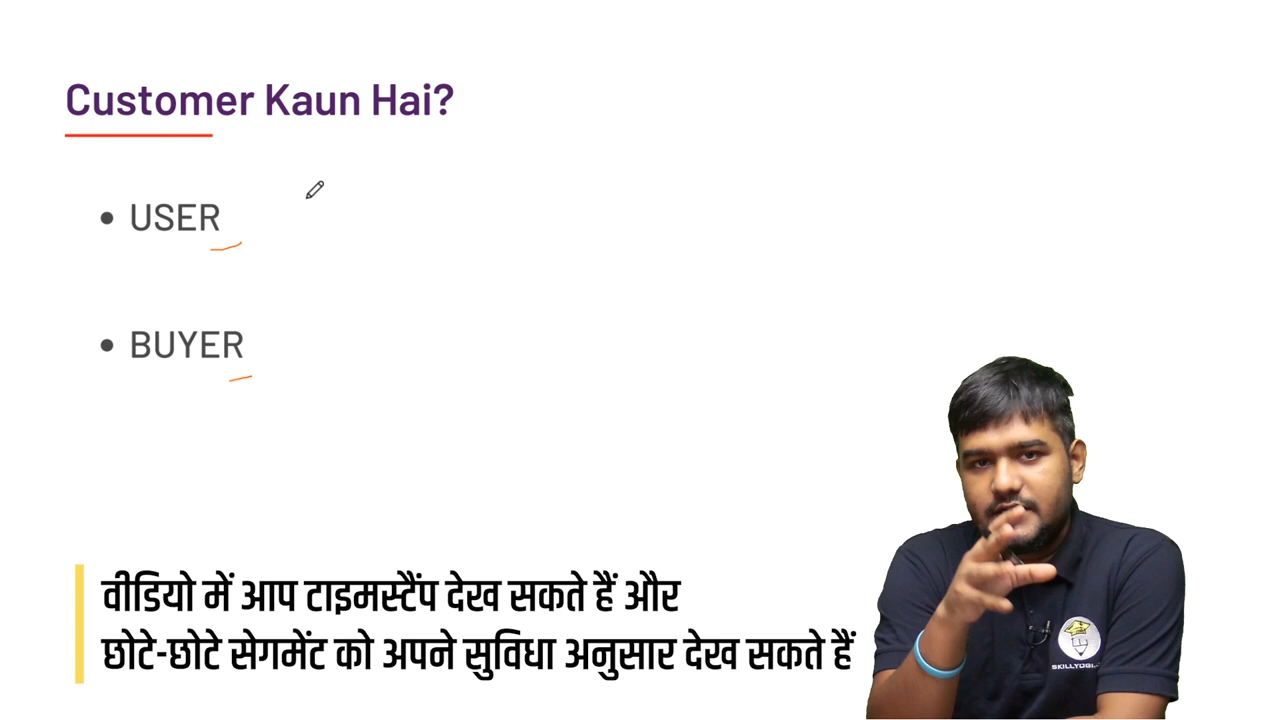 Customer Kaun Hai?
• USER
• BUYER
वीडियो में आप टाइमस्टैंप देख सकते हैं और
छोटे-छोटे सेगमेंट को अपने सुविधा अनुसार देख सकते हैं